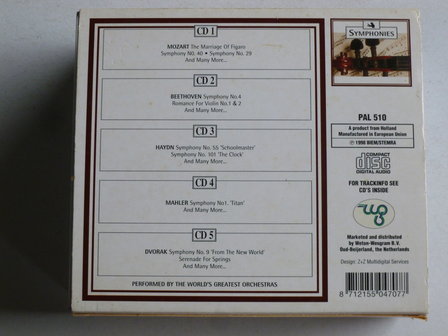 CD 1
MOZART The Marriage Of Figaro
Symphony NO. 40 • Symphony No. 29
And Many More...
CD 2
BEETHOVEN Symphony No.4
Romance For Violin No.1 & 2
And Many More...
CD 3
HAYDN Symphony No. 55 'Schoolmaster'
Symphony No. 101 'The Clock'
And Many More...
CD 4
MAHLER Symphony No1. 'Titan'
And Many More...
CD 5
DVORAK Symphony No. 9 'From The New World'
Serenade For Springs
And Many More...
PERFORMED BY THE WORLD'S GREATEST ORCHESTRAS
SYMPHONIES
PAL 510
A product from Holland
Manufactured in European Union
℗ 1998 BIEM/STEMRA
COMPACT
disc
DIGITAL AUDIO
FOR TRACKINFO SEE
CD'S INSIDE
Marketed and distributed
by Weton-Wesgram B.V.
Oud-Beijerland, the Netherlands
Design: Z+Z Multidigital Services
8 712155 047077